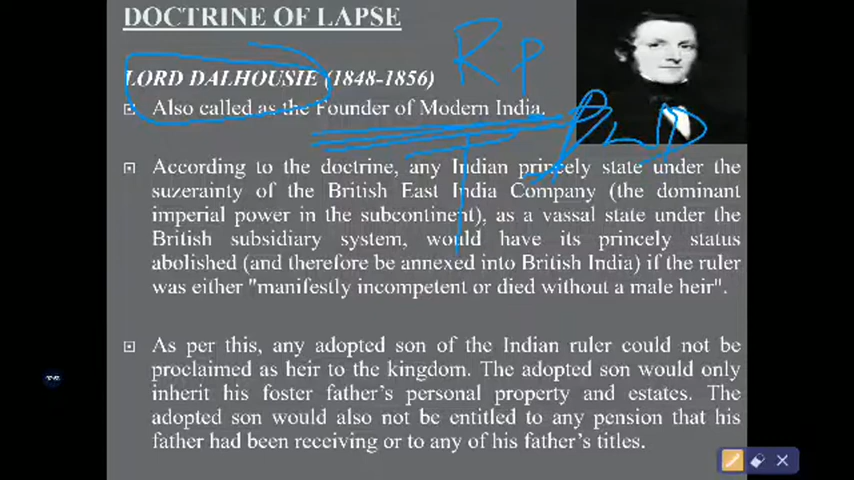 DOCTRINE OF LAPSE
R P
LORD DALHOUSIE (1848-1856)
Also called as the Founder of Modern India.
PWD
According to the doctrine, any Indian princely state under the
suzerainty of the British East India Company (the dominant
imperial power in the subcontinent), as a vassal state under the
British subsidiary system, would have its princely status
abolished (and therefore be annexed into British India) if the ruler
was either "manifestly incompetent or died without a male heir".
As per this, any adopted son of the Indian ruler could not be
proclaimed as heir to the kingdom. The adopted son would only
inherit his foster father's personal property and estates. The
adopted son would also not be entitled to any pension that his
father had been receiving or to any of his father's titles.